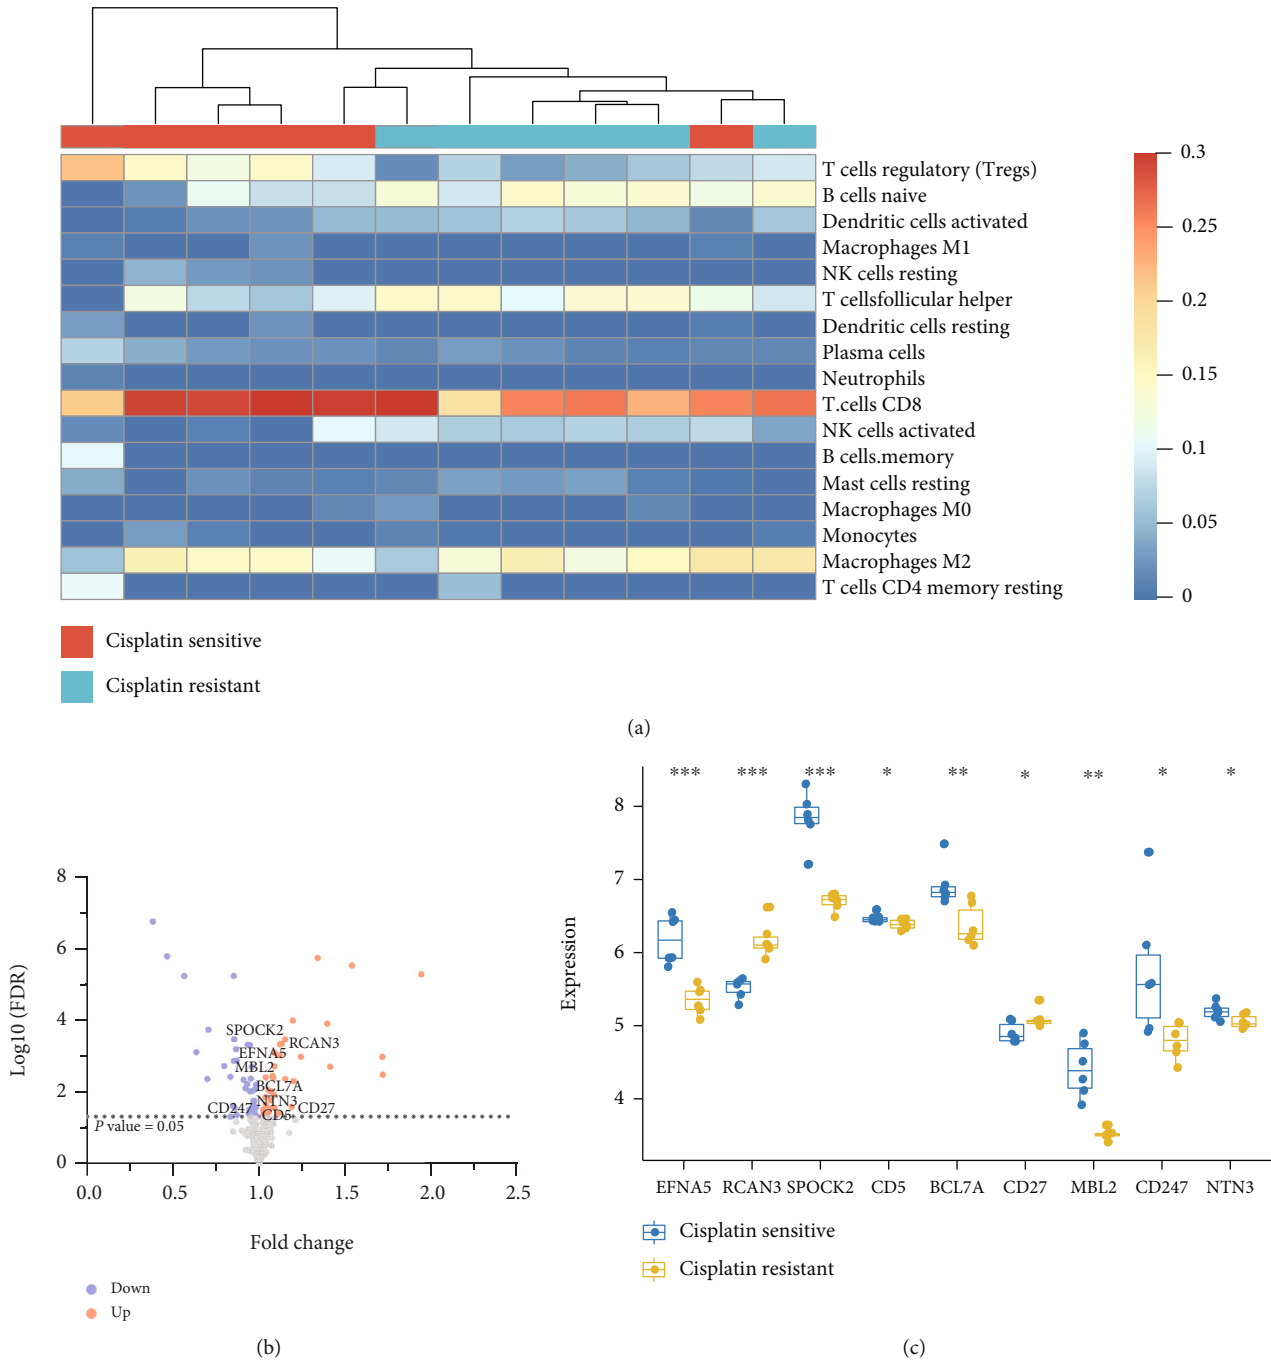 T cells regulatory (Tregs)
B cells naive
Dendritic cells activated
Macrophages M1
NK cells resting
T cellsfollicular helper
Dendritic cells resting
Plasma cells
Neutrophils
T.cells CD8
NK cells activated
B cells.memory
Mast cells resting
Macrophages M0
Monocytes
Macrophages M2
T cells CD4 memory resting
0.3
0.25
0.2
0.15
0.1
0.05
0
Cisplatin sensitive
Cisplatin resistant
(a)
Log10 (FDR)
8
6
4
2
0
SPOCK2
RCAN3
EFNA5
MBL2
BCL7A
NTN3
CD247
CD5
CD27
P value = 0.05
0.0 0.5 1.0 1.5 2.0 2.5
Fold change
Down
Up
(b)
Expression
8
7
6
5
4
*** *** *** * ** * ** * *
EFNA5 RCAN3 SPOCK2 CD5 BCL7A CD27 MBL2 CD247 NTN3
Cisplatin sensitive
Cisplatin resistant
(c)